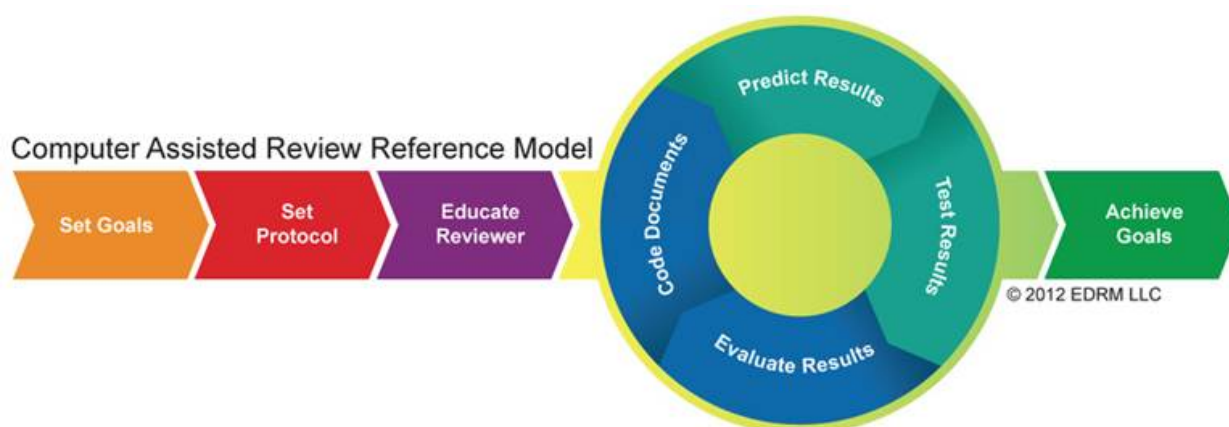 Computer Assisted Review Reference Model
Set Goals
Set
Protocol
Educate
Reviewer
Code Documents
Predict Results
Test Results
Evaluate Results
Achieve
Goals
© 2012 EDRM LLC